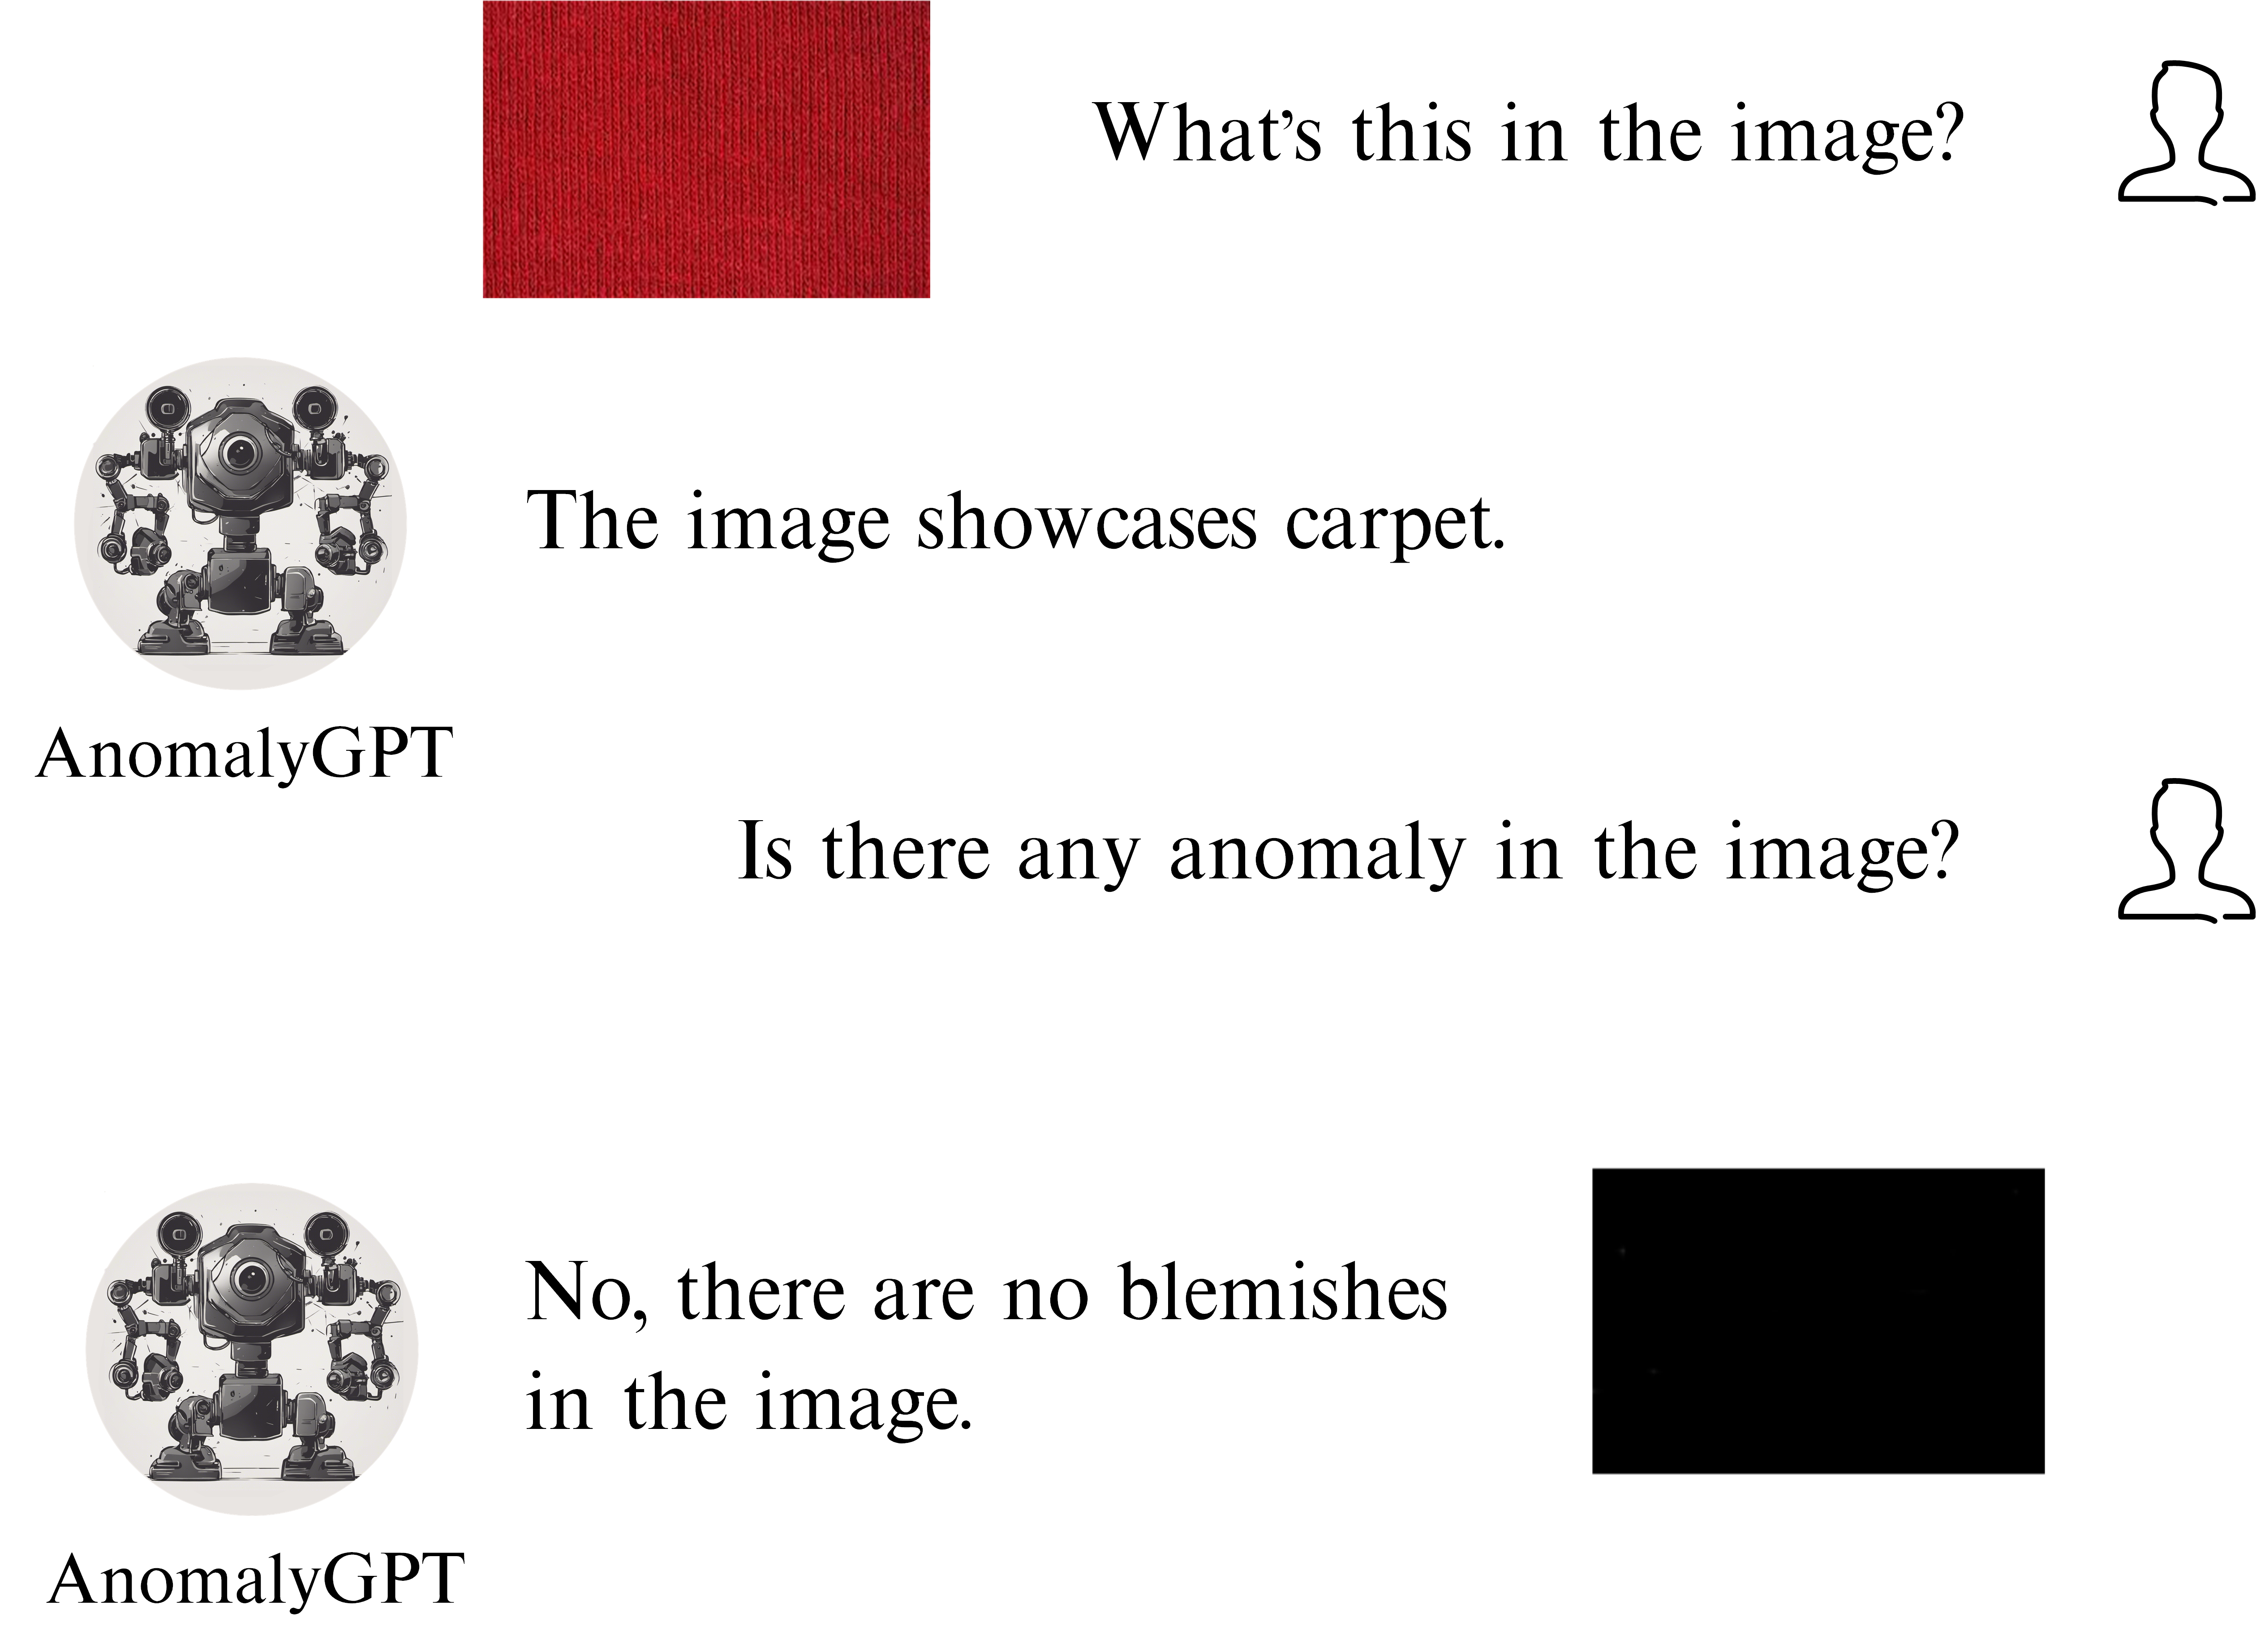 What's this in the image?
The image showcases carpet.
AnomalyGPT
Is there any anomaly in the image?
No, there are no blemishes
in the image.
AnomalyGPT